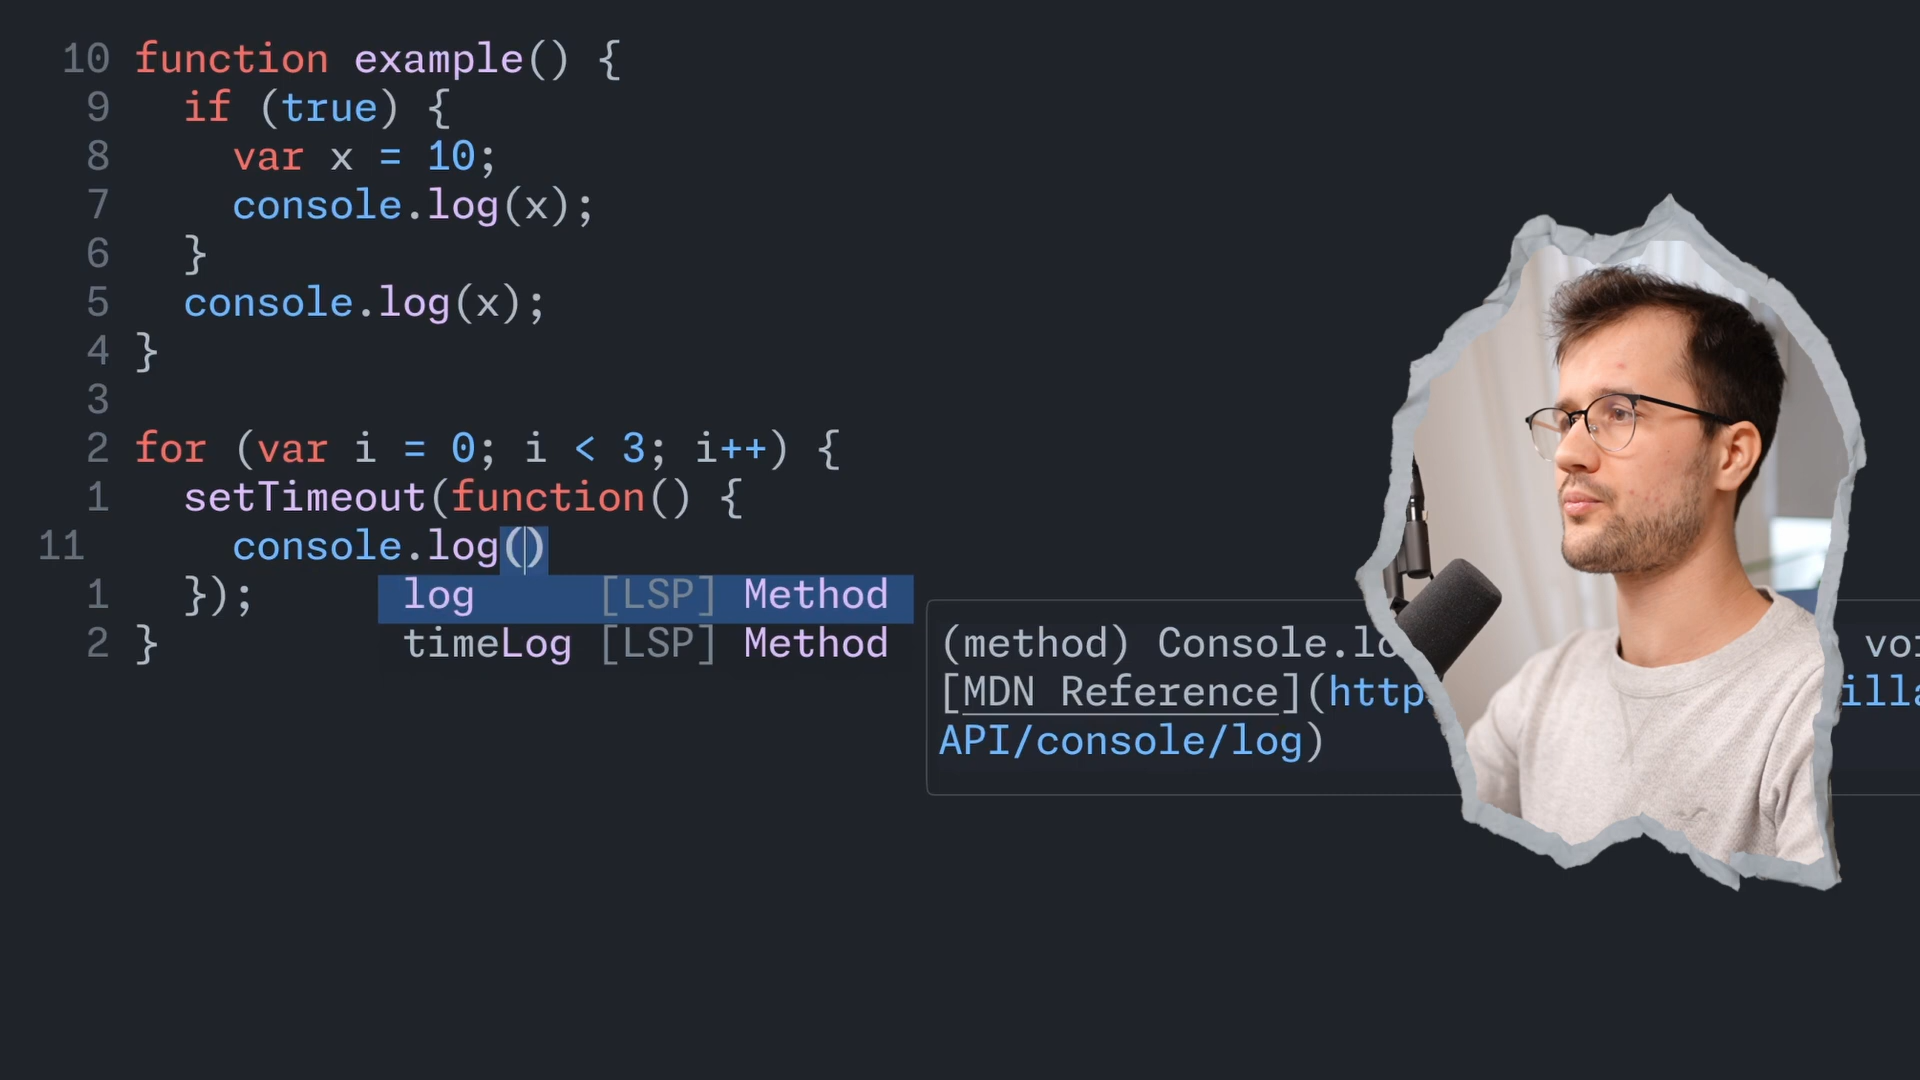 10 function example() {
9 if (true) {
8 var x = 10;
7 console.log(x);
6 }
5 console.log(x);
4 }
3
2 for (var i = 0; i < 3; i++) {
1 setTimeout(function() {
11 console.log()
1 });
log [LSP] Method
2 }
timeLog [LSP] Method
(method) Console.lo
[MDN Reference](http
API/console/log)